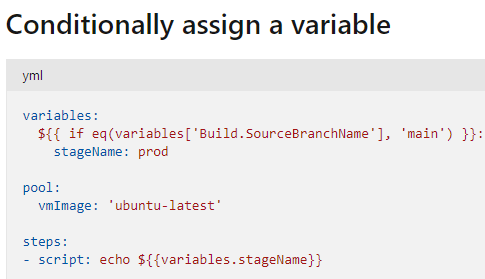 Conditionally assign a variable
yml
variables:
  ${{ if eq(variables['Build.SourceBranchName'], 'main') }}:
    stageName: prod
pool:
  vmImage: 'ubuntu-latest'
steps:
- script: echo ${{variables.stageName}}